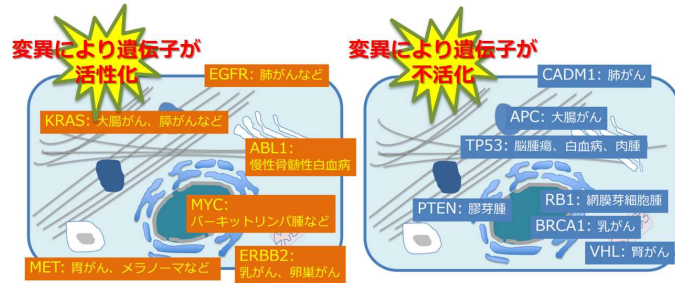 変異により遺伝子が
活性化
EGFR: 肺がんなど
KRAS: 大腸がん、膵がんなど
ABL1:
慢性骨髄性白血病
MYC:
バーキットリンパ腫など
MET: 胃がん、メラノーマなど
ERBB2:
乳がん、卵巣がん
変異により遺伝子が
不活化
CADM1: 肺がん
APC: 大腸がん
TP53: 脳腫瘍、白血病、肉腫
RB1: 網膜芽細胞腫
PTEN: 膠芽腫
BRCA1: 乳がん
VHL: 腎がん